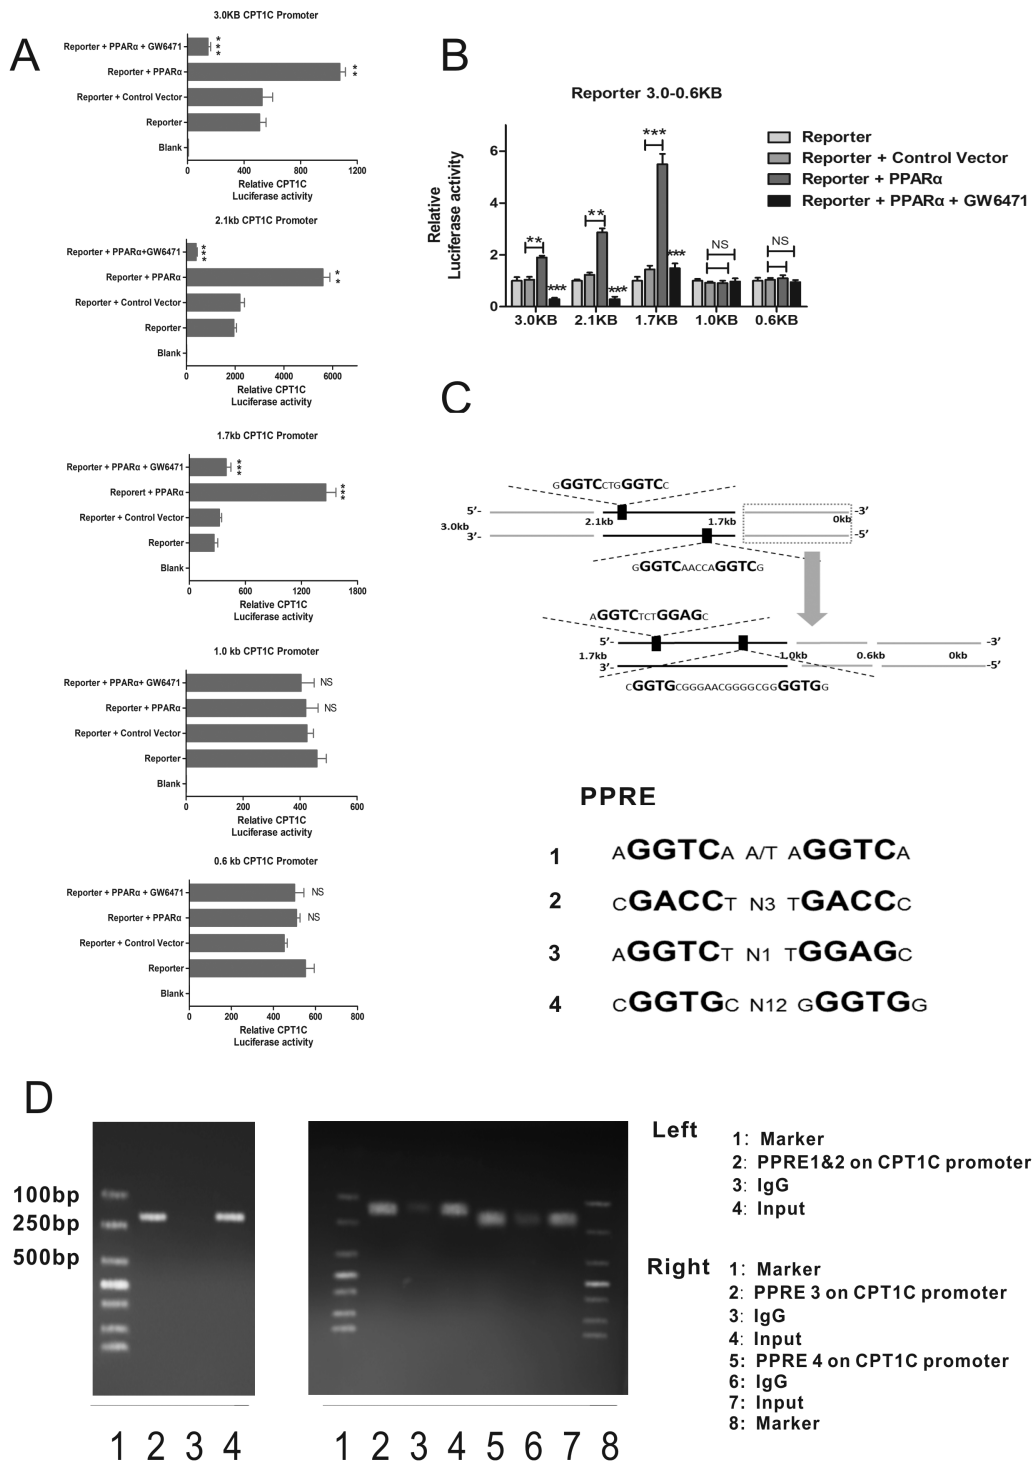 A
3.0KB CPT1C Promoter
Reporter + PPARα + GW6471
***
Reporter + PPARα
**
Reporter + Control Vector
Reporter
Blank
0 400 800 1200
Relative CPT1C
Luciferase activity
2.1kb CPT1C Promoter
Reporter + PPARα+GW6471
***
Reporter + PPARα
**
Reporter + Control Vector
Reporter
Blank
0 2000 4000 6000
Relative CPT1C
Luciferase activity
1.7kb CPT1C Promoter
Reporter + PPARα + GW6471
***
Reporert + PPARα
***
Reporter + Control Vector
Reporter
Blank
0 600 1200 1800
Relative CPT1C
Luciferase activity
1.0 kb CPT1C Promoter
Reporter + PPARα+ GW6471
NS
Reporter + PPARα
NS
Reporter + Control Vector
Reporter
Blank
0 200 400 600
Relative CPT1C
Luciferase activity
0.6 kb CPT1C Promoter
Reporter + PPARα + GW6471
NS
Reporter + PPARα
NS
Reporter + Control Vector
Reporter
Blank
0 200 400 600 800
Relative CPT1C
Luciferase activity
B
Reporter 3.0-0.6KB
Relative
Luciferase activity
6
4
2
0
** *** ** *** *** *** NS NS
3.0KB 2.1KB 1.7KB 1.0KB 0.6KB
Reporter
Reporter + Control Vector
Reporter + PPARα
Reporter + PPARα + GW6471
C
GGGTCCTGGGTCC
5’- -3’
3.0kb 2.1kb 1.7kb 0kb
3’- -5’
GGGTCAACCAGGTCG
AGGTCTCTGGAGC
5’- -3’
1.7kb 1.0kb 0.6kb 0kb
3’- -5’
CGGTGCGGGAACGGGGCGGGGTGG
PPRE
1 AGGTCA A/T AGGTCA
2 CGACCT N3 TGACCC
3 AGGTCT N1 TGGAGC
4 CGGTGC N12 GGGTGG
D
100bp
250bp
500bp
1 2 3 4
1 2 3 4 5 6 7 8
Left
1: Marker
2: PPRE1&2 on CPT1C promoter
3: IgG
4: Input
Right
1: Marker
2: PPRE 3 on CPT1C promoter
3: IgG
4: Input
5: PPRE 4 on CPT1C promoter
6: IgG
7: Input
8: Marker